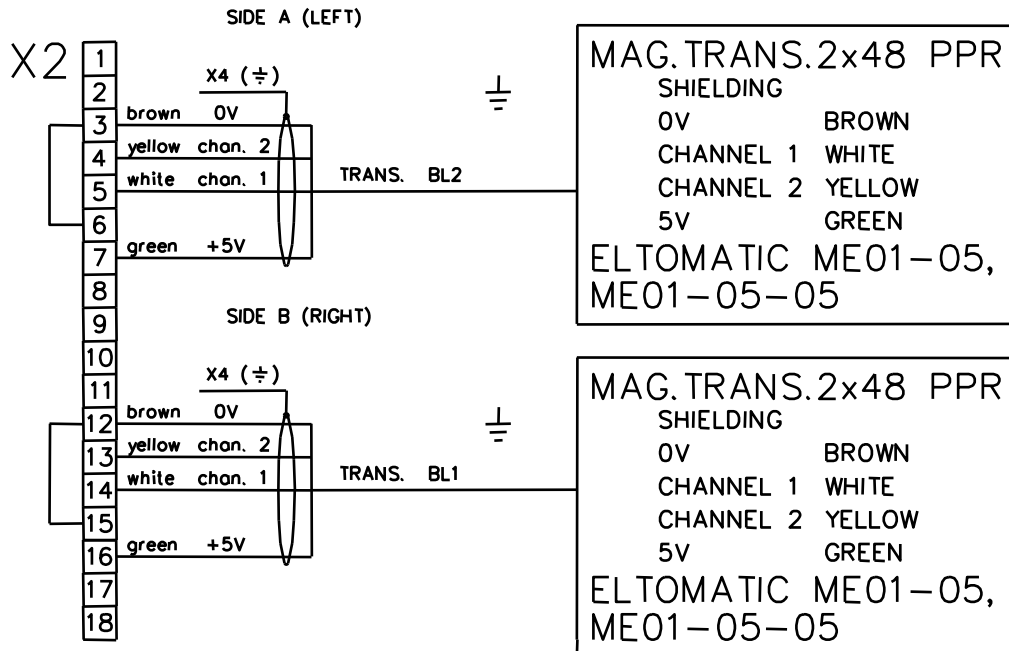 SIDE A (LEFT)
X2
1
2
3
4
5
6
7
8
9
10
11
12
13
14
15
16
17
18
X4 (⏚)
brown 0V
yellow chan. 2
white chan. 1
green +5V
TRANS. BL2
MAG.TRANS.2x48 PPR
SHIELDING
0V BROWN
CHANNEL 1 WHITE
CHANNEL 2 YELLOW
5V GREEN
ELTOMATIC ME01-05,
ME01-05-05
SIDE B (RIGHT)
X4 (⏚)
brown 0V
yellow chan. 2
white chan. 1
green +5V
TRANS. BL1
MAG.TRANS.2x48 PPR
SHIELDING
0V BROWN
CHANNEL 1 WHITE
CHANNEL 2 YELLOW
5V GREEN
ELTOMATIC ME01-05,
ME01-05-05